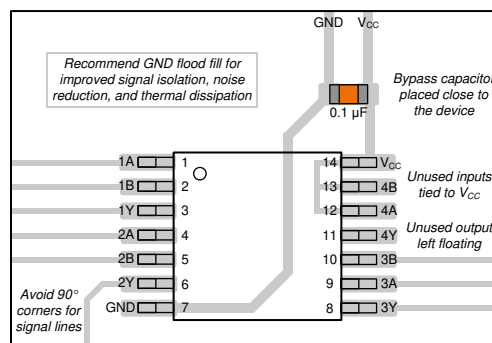 GND VCC
Recommend GND flood fill for
improved signal isolation, noise
reduction, and thermal dissipation
Bypass capacitor
placed close to
the device
0.1 µF
1A 1 14 VCC
1B 2 13 4B
1Y 3 12 4A
2A 4 11 4Y
2B 5 10 3B
2Y 6 9 3A
GND 7 8 3Y
Unused inputs
tied to VCC
Unused output
left floating
Avoid 90°
corners for
signal lines